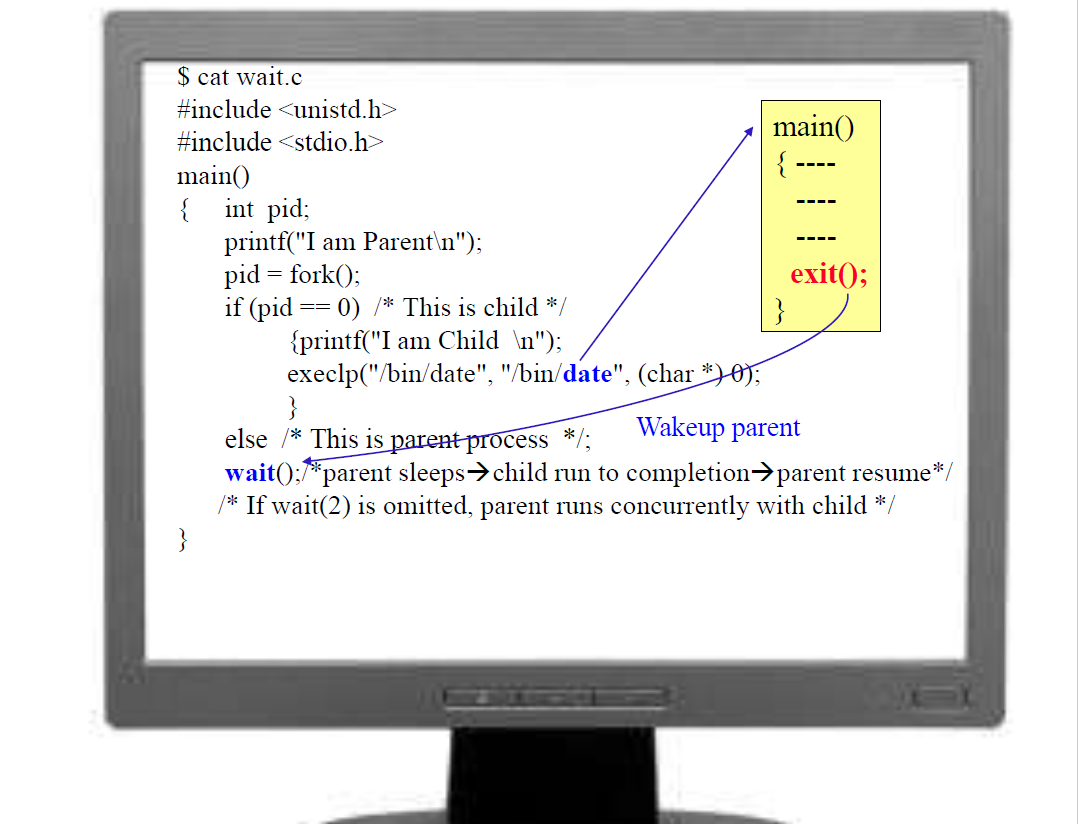 $ cat wait.c
#include <unistd.h>
#include <stdio.h>
main()
{ int pid;
printf("I am Parent\n");
pid = fork();
if (pid == 0) /* This is child */
{printf("I am Child \n");
execlp("/bin/date", "/bin/date", (char *) 0);
}
else /* This is parent process */;
wait();/*parent sleeps→child run to completion→parent resume*/
/* If wait(2) is omitted, parent runs concurrently with child */
}
main()
{ ----
----
----
exit();
}
Wakeup parent